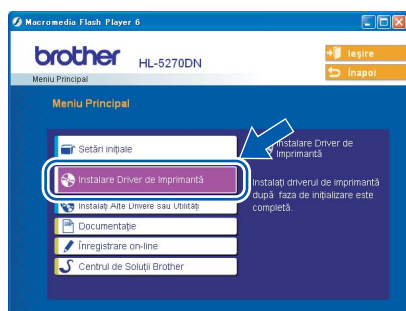 Macromedia Flash Player 6
brother HL-5270DN
Ieşire
Înapoi
Meniu Principal
Meniu Principal
Setări iniţiale
Instalare Driver de Imprimantă
Instalaţi Alte Drivere sau Utilităţi
Documentaţie
Înregistrare on-line
Centrul de Soluţii Brother
Instalare Driver de
Imprimantă
Instalaţi driverul de imprimantă
după faza de iniţializare este
completă.